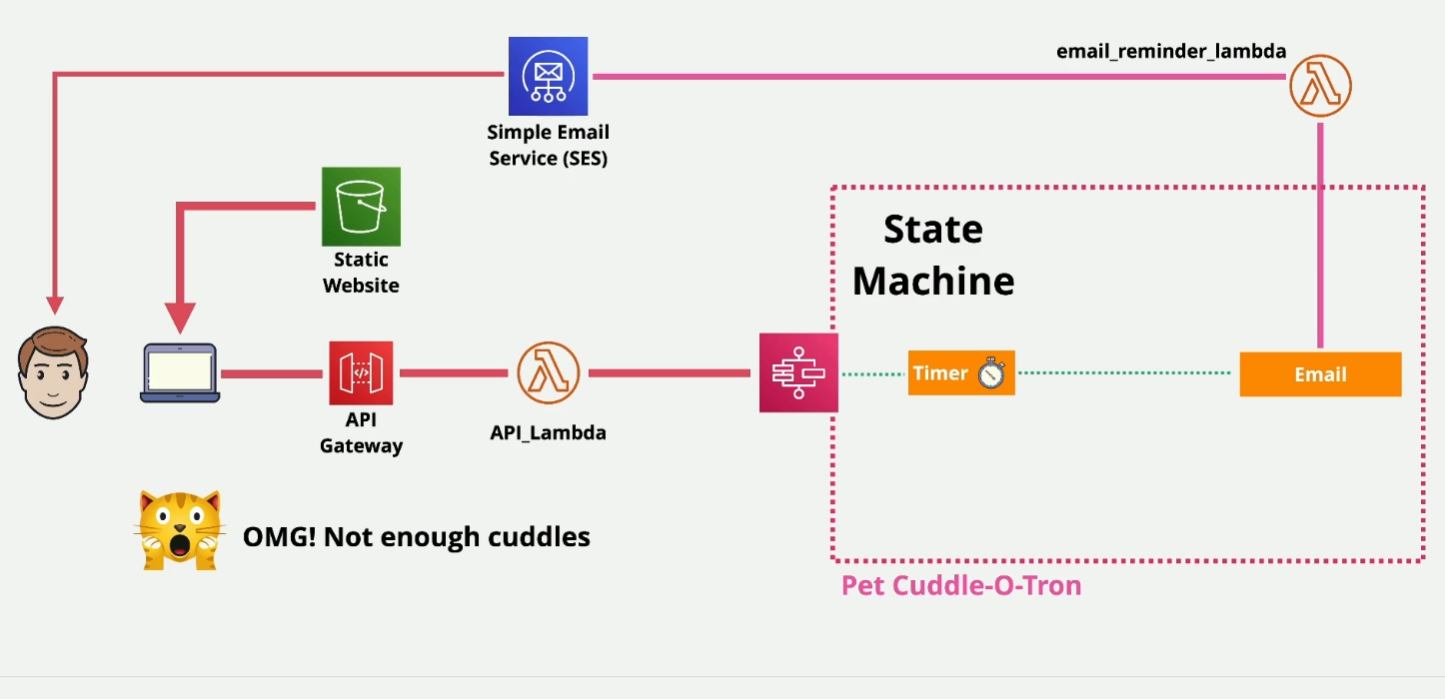 email_reminder_lambda
Simple Email
Service (SES)
Static
Website
State
Machine
Timer
Email
API
Gateway
API_Lambda
OMG! Not enough cuddles
Pet Cuddle-O-Tron